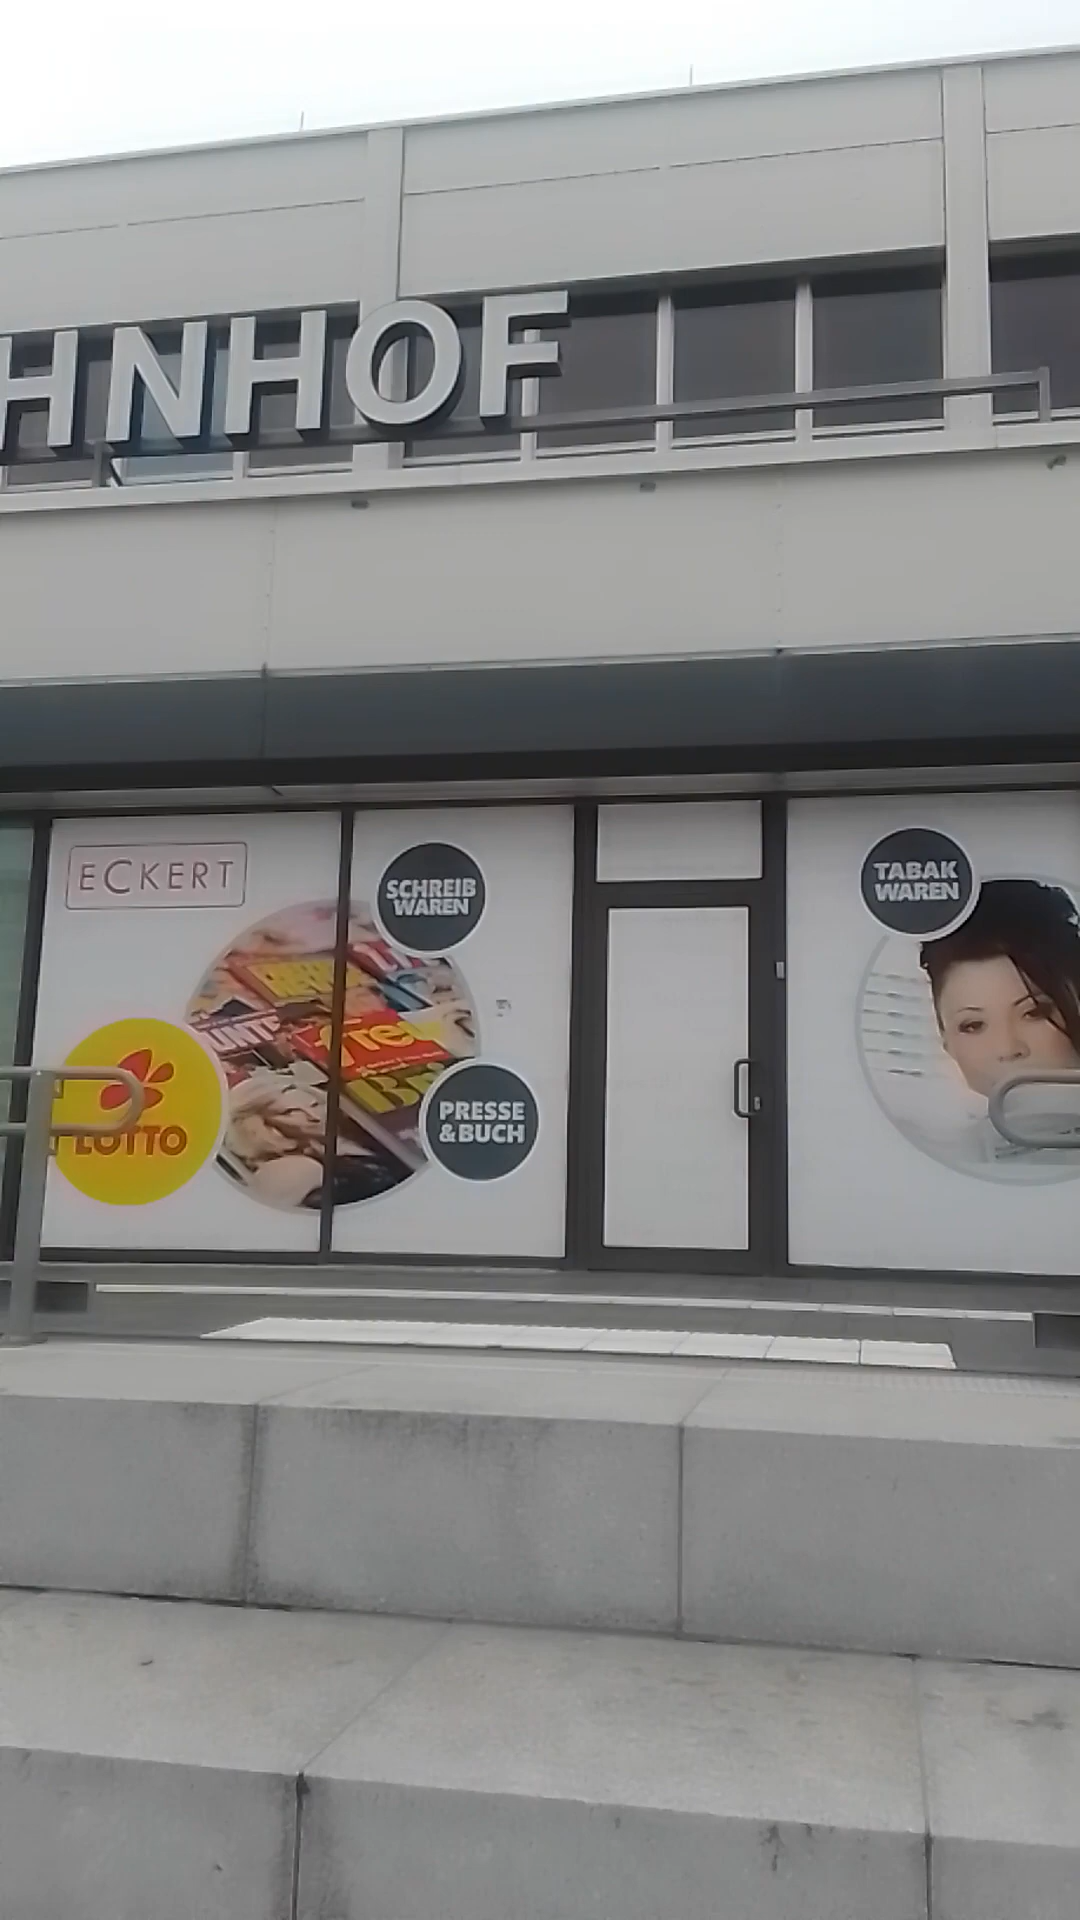 HNHOF
ECKERT
SCHREIB
WAREN
TABAK
WAREN
LOTTO
PRESSE
&BUCH